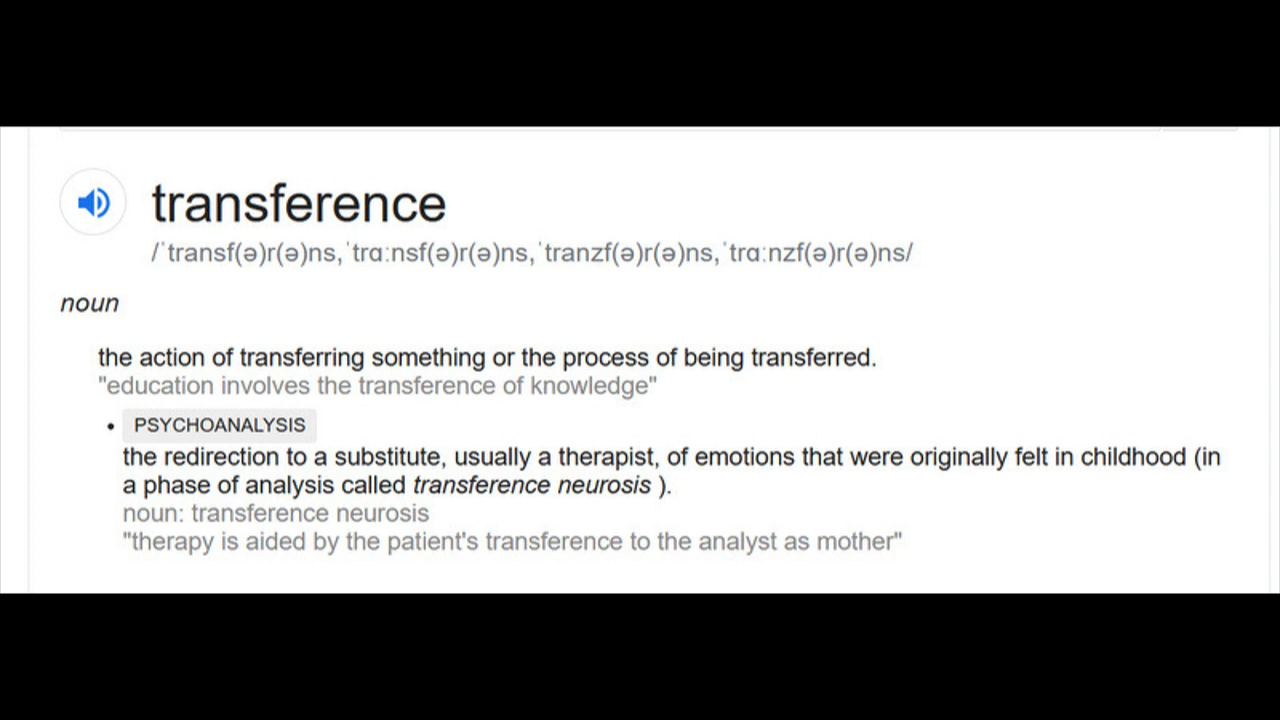 transference
/ˈtransf(ə)r(ə)ns,ˈtrɑːnsf(ə)r(ə)ns,ˈtranzf(ə)r(ə)ns,ˈtrɑːnzf(ə)r(ə)ns/
noun
the action of transferring something or the process of being transferred.
"education involves the transference of knowledge"
• PSYCHOANALYSIS
the redirection to a substitute, usually a therapist, of emotions that were originally felt in childhood (in
a phase of analysis called transference neurosis ).
noun: transference neurosis
"therapy is aided by the patient's transference to the analyst as mother"